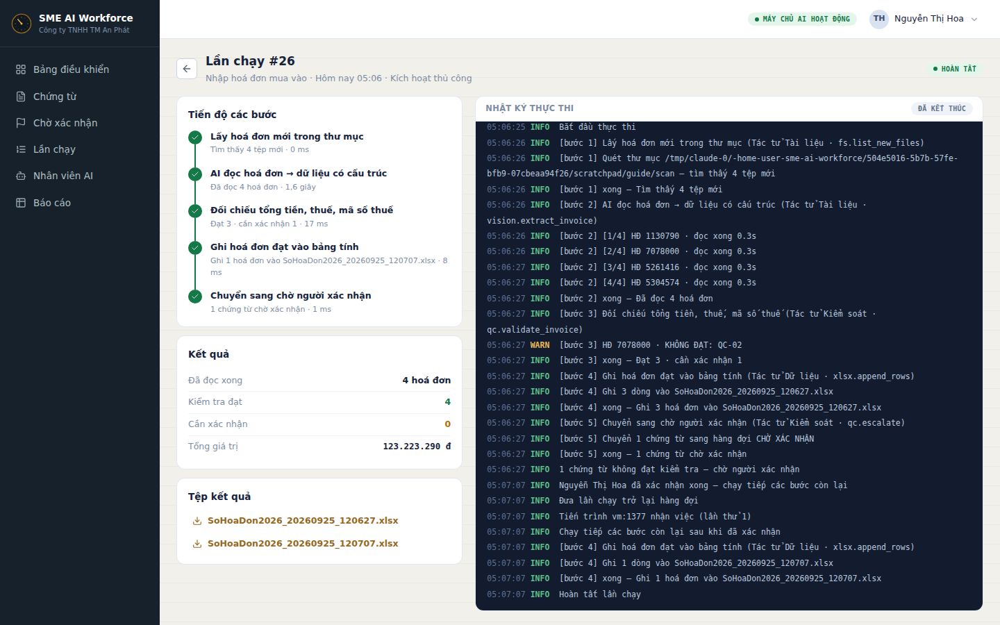 SME AI Workforce
Công ty TNHH TM An Phát
Bảng điều khiển
Chứng từ
Chờ xác nhận
Lần chạy
Nhân viên AI
Báo cáo
MÁY CHỦ AI HOẠT ĐỘNG
TH
Nguyễn Thị Hoa
Lần chạy #26
Nhập hoá đơn mua vào · Hôm nay 05:06 · Kích hoạt thủ công
HOÀN TẤT
Tiến độ các bước
Lấy hoá đơn mới trong thư mục
Tìm thấy 4 tệp mới · 0 ms
AI đọc hoá đơn → dữ liệu có cấu trúc
Đã đọc 4 hoá đơn · 1,6 giây
Đối chiếu tổng tiền, thuế, mã số thuế
Đạt 3 · cần xác nhận 1 · 17 ms
Ghi hoá đơn đạt vào bảng tính
Ghi 1 hoá đơn vào SoHoaDon2026_20260925_120707.xlsx · 8
ms
Chuyển sang chờ người xác nhận
1 chứng từ chờ xác nhận · 1 ms
Kết quả
Đã đọc xong 4 hoá đơn
Kiểm tra đạt 4
Cần xác nhận 0
Tổng giá trị 123.223.290 đ
Tệp kết quả
SoHoaDon2026_20260925_120627.xlsx
SoHoaDon2026_20260925_120707.xlsx
NHẬT KÝ THỰC THI
ĐÃ KẾT THÚC
05:06:25 INFO Bắt đầu thực thi
05:06:26 INFO [bước 1] Lấy hoá đơn mới trong thư mục (Tác tử Tài liệu · fs.list_new_files)
05:06:26 INFO [bước 1] Quét thư mục /tmp/claude-0/-home-user-sme-ai-workforce/504e5016-5b7b-57fe-
bfb9-07cbeaa94f26/scratchpad/guide/scan — tìm thấy 4 tệp mới
05:06:26 INFO [bước 1] xong — Tìm thấy 4 tệp mới
05:06:26 INFO [bước 2] AI đọc hoá đơn → dữ liệu có cấu trúc (Tác tử Tài liệu ·
vision.extract_invoice)
05:06:26 INFO [bước 2] [1/4] HĐ 1130790 · đọc xong 0.3s
05:06:26 INFO [bước 2] [2/4] HĐ 7078000 · đọc xong 0.3s
05:06:27 INFO [bước 2] [3/4] HĐ 5261416 · đọc xong 0.3s
05:06:27 INFO [bước 2] [4/4] HĐ 5304574 · đọc xong 0.3s
05:06:27 INFO [bước 2] xong — Đã đọc 4 hoá đơn
05:06:27 INFO [bước 3] Đối chiếu tổng tiền, thuế, mã số thuế (Tác tử Kiểm soát ·
qc.validate_invoice)
05:06:27 WARN [bước 3] HĐ 7078000 · KHÔNG ĐẠT: QC-02
05:06:27 INFO [bước 3] xong — Đạt 3 · cần xác nhận 1
05:06:27 INFO [bước 4] Ghi hoá đơn đạt vào bảng tính (Tác tử Dữ liệu · xlsx.append_rows)
05:06:27 INFO [bước 4] Ghi 3 dòng vào SoHoaDon2026_20260925_120627.xlsx
05:06:27 INFO [bước 4] xong — Ghi 3 hoá đơn vào SoHoaDon2026_20260925_120627.xlsx
05:06:27 INFO [bước 5] Chuyển sang chờ người xác nhận (Tác tử Kiểm soát · qc.escalate)
05:06:27 INFO [bước 5] Chuyển 1 chứng từ sang hàng đợi CHỜ XÁC NHẬN
05:06:27 INFO [bước 5] xong — 1 chứng từ chờ xác nhận
05:06:27 INFO 1 chứng từ không đạt kiểm tra — chờ người xác nhận
05:07:07 INFO Nguyễn Thị Hoa đã xác nhận xong — chạy tiếp các bước còn lại
05:07:07 INFO Đưa lần chạy trở lại hàng đợi
05:07:07 INFO Tiến trình vm:1377 nhận việc (lần thử 1)
05:07:07 INFO Chạy tiếp các bước còn lại sau khi đã xác nhận
05:07:07 INFO [bước 4] Ghi hoá đơn đạt vào bảng tính (Tác tử Dữ liệu · xlsx.append_rows)
05:07:07 INFO [bước 4] Ghi 1 dòng vào SoHoaDon2026_20260925_120707.xlsx
05:07:07 INFO [bước 4] xong — Ghi 1 hoá đơn vào SoHoaDon2026_20260925_120707.xlsx
05:07:07 INFO Hoàn tất lần chạy